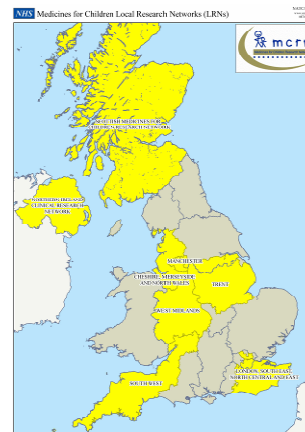 NHS Medicines for Children Local Research Networks (LRNs)
mcrn
SCOTTISH MEDICINES FOR
CHILDREN RESEARCH NETWORK
NORTHERN IRELAND
CLINICAL RESEARCH
NETWORK
MANCHESTER
CHESHIRE, MERSEYSIDE
AND NORTH WALES
TRENT
WEST MIDLANDS
LONDON, SOUTH EAST,
NORTH CENTRAL AND EAST
SOUTH WEST